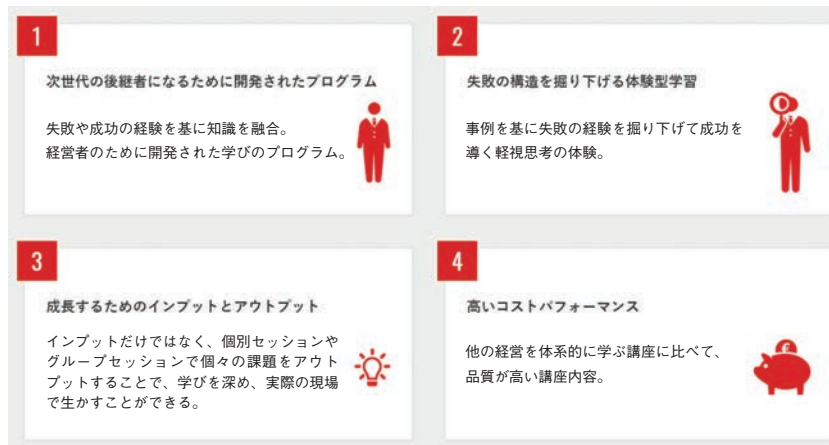 1
次世代の後継者になるために開発されたプログラム
失敗や成功の経験を基に知識を融合。
経営者のために開発された学びのプログラム。
2
失敗の構造を掘り下げる体験型学習
事例を基に失敗の経験を掘り下げて成功を
導く軽視思考の体験。
3
成長するためのインプットとアウトプット
インプットだけではなく、個別セッションや
グループセッションで個々の課題をアウト
プットすることで、学びを深め、実際の現場
で生かすことができる。
4
高いコストパフォーマンス
他の経営を体系的に学ぶ講座に比べて、
品質が高い講座内容。